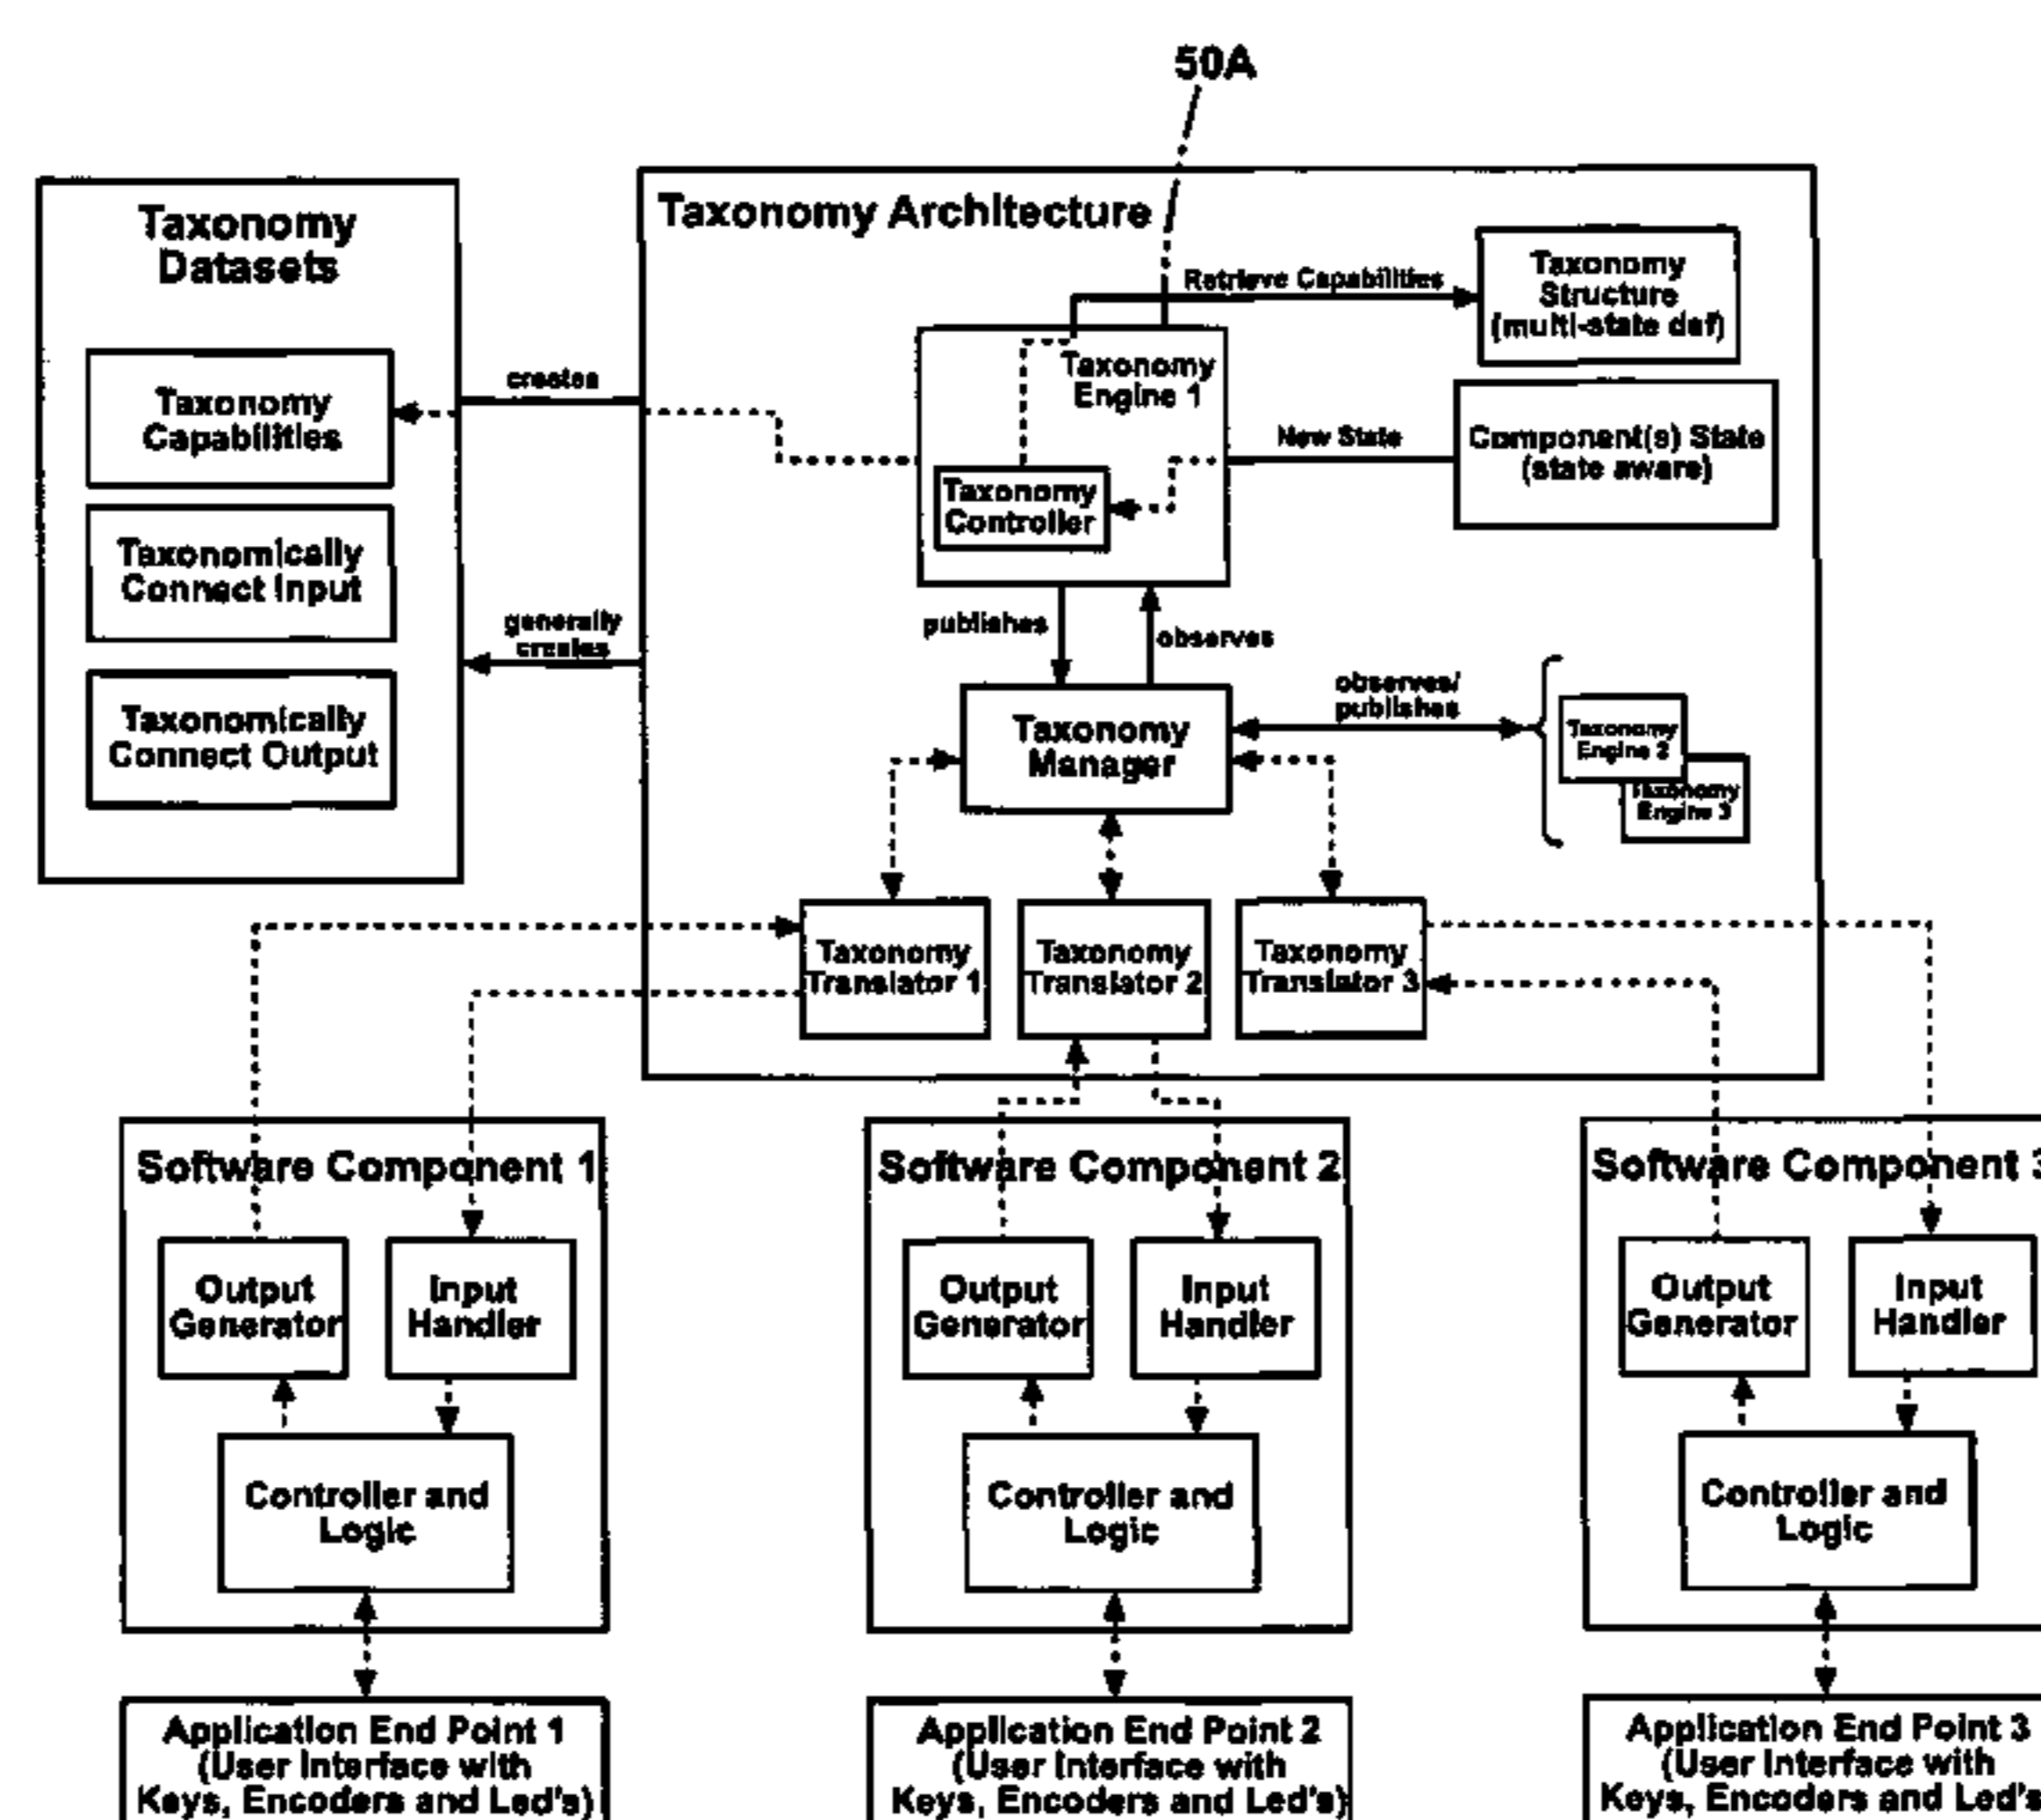 50A
Taxonomy
Datasets
Taxonomy
Capabilities
Taxonomically
Connect Input
Taxonomically
Connect Output
creates
generally
creates
Taxonomy Architecture
Retrieve Capabilities
Taxonomy
Structure
(multi-state def)
Taxonomy
Engine 1
New State
Component(s) State
(state aware)
Taxonomy
Controller
publishes
observes
Taxonomy
Manager
observes/
publishes
Taxonomy
Engine 2
Taxonomy
Engine 3
Taxonomy
Translator 1
Taxonomy
Translator 2
Taxonomy
Translator 3
Software Component 1
Output
Generator
Input
Handler
Controller and
Logic
Application End Point 1
(User Interface with
Keys, Encoders and Led's)
Software Component 2
Output
Generator
Input
Handler
Controller and
Logic
Application End Point 2
(User Interface with
Keys, Encoders and Led's)
Software Component 3
Output
Generator
Input
Handler
Controller and
Logic
Application End Point 3
(User Interface with
Keys, Encoders and Led's